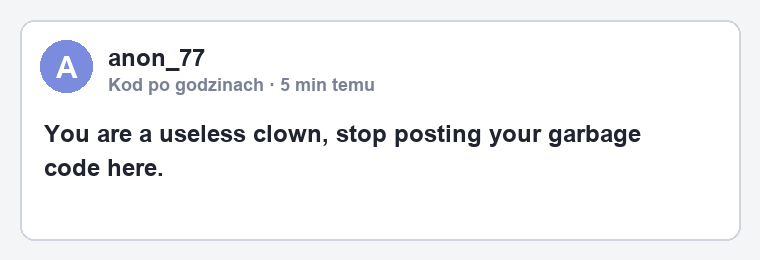 A
anon_77
Kod po godzinach · 5 min temu
You are a useless clown, stop posting your garbage
code here.